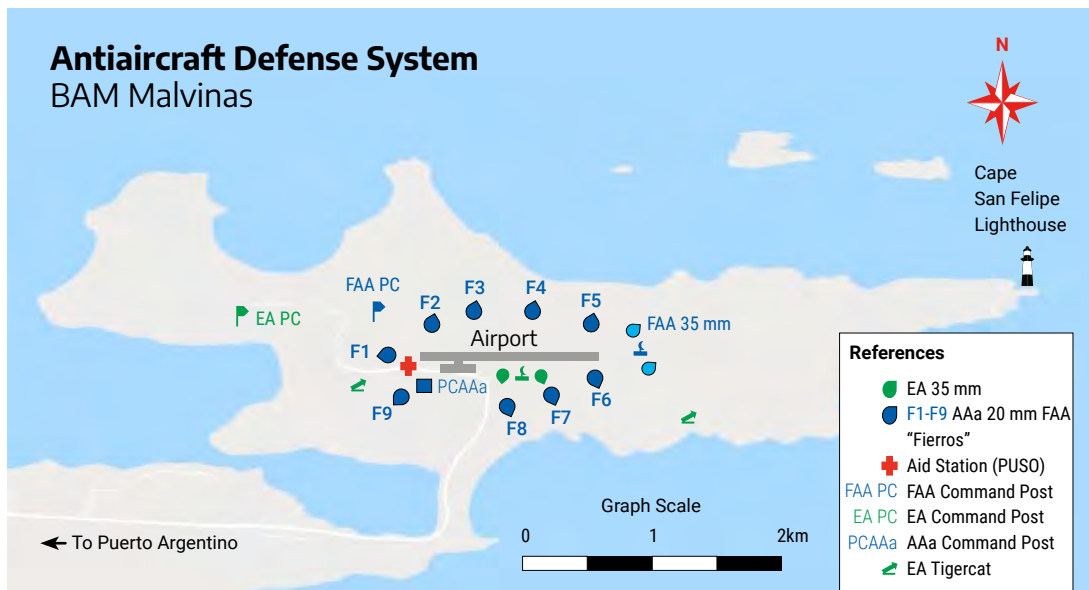 Antiaircraft Defense System
BAM Malvinas
N
Cape
San Felipe
Lighthouse
FAA PC
EA PC
F2
F3
F4
F5
FAA 35 mm
Airport
F1
PCAAa
F9
F8
F7
F6
References
EA 35 mm
F1-F9 AAa 20 mm FAA
"Fierros"
Aid Station (PUSO)
FAA PC FAA Command Post
EA PC EA Command Post
PCAAa AAa Command Post
EA Tigercat
Graph Scale
0 1 2km
To Puerto Argentino